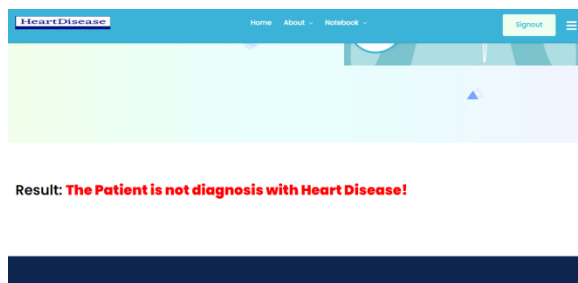 HeartDisease
Home About Notebook Signout
Result: The Patient is not diagnosis with Heart Disease!